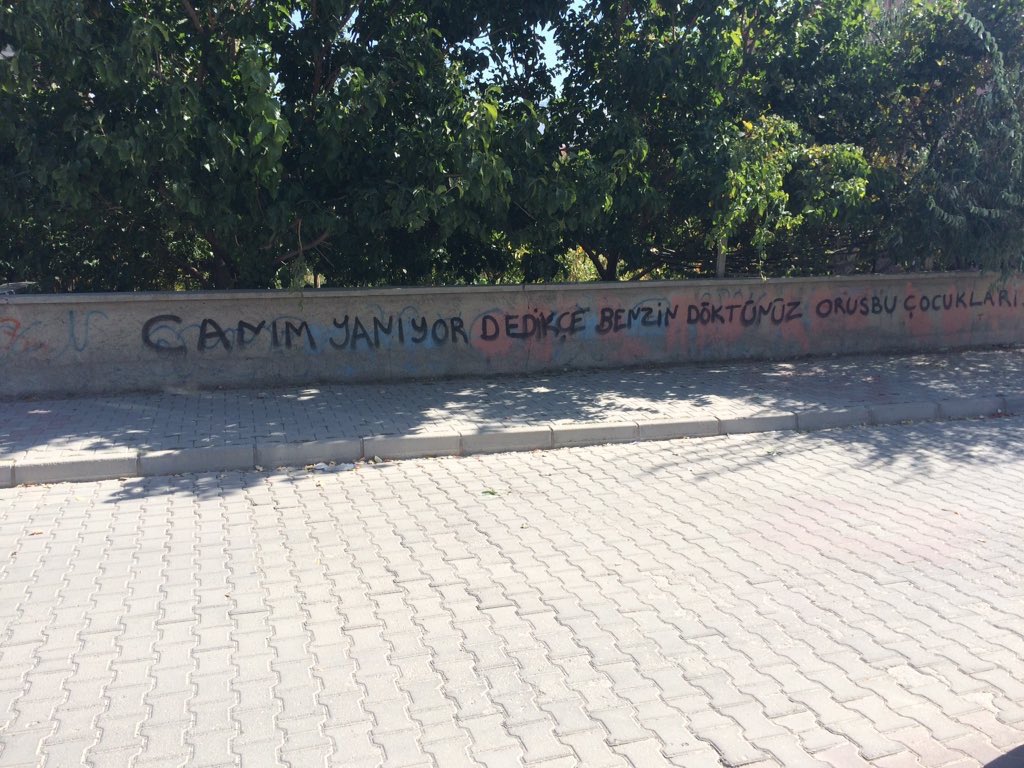 CANIM YANIYOR DEDİKÇE BENZİN DÖKTÜNÜZ ORUSBU ÇOCUKLARI